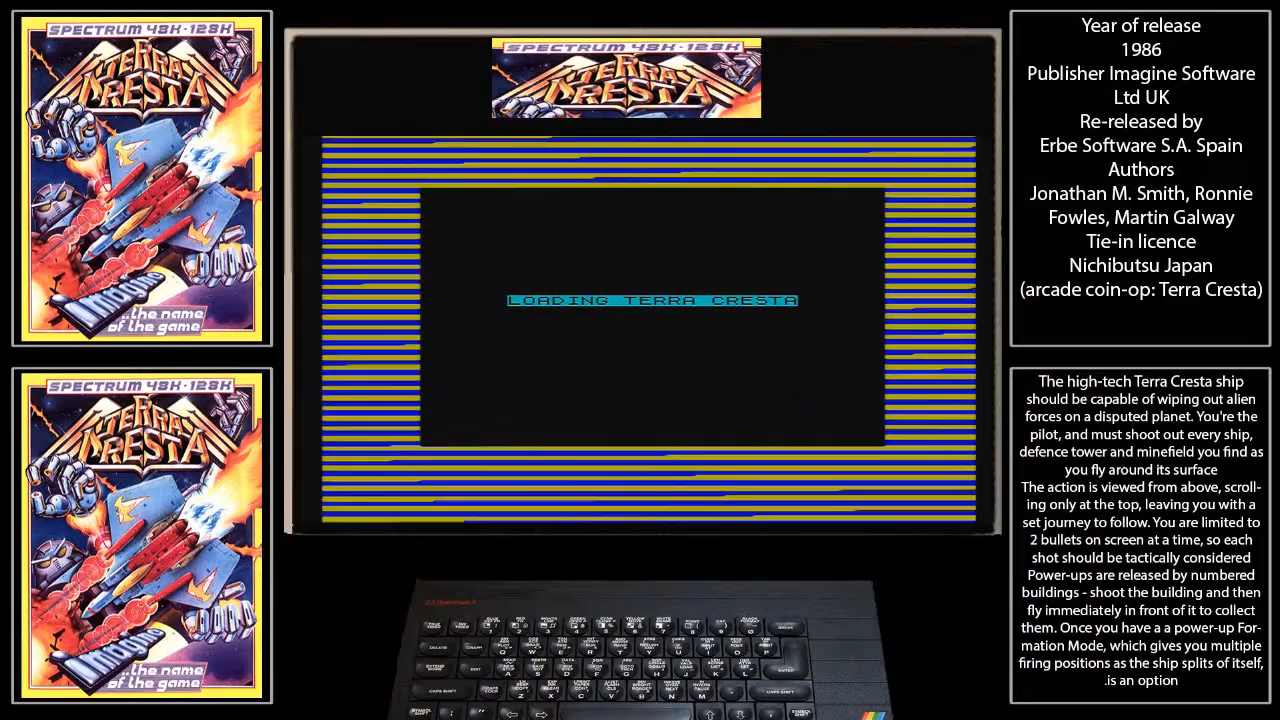 SPECTRUM 48K·128K
TERRA
CRESTA
imagine
...the name
of the game
SPECTRUM 48K·128K
TERRA
CRESTA
imagine
...the name
of the game
SPECTRUM 48K·128K
TERRA
CRESTA
LOADING TERRA CRESTA
Year of release
1986
Publisher Imagine Software
Ltd UK
Re-released by
Erbe Software S.A. Spain
Authors
Jonathan M. Smith, Ronnie
Fowles, Martin Galway
Tie-in licence
Nichibutsu Japan
(arcade coin-op: Terra Cresta)
The high-tech Terra Cresta ship
should be capable of wiping out alien
forces on a disputed planet. You're the
pilot, and must shoot out every ship,
defence tower and minefield you find as
you fly around its surface
The action is viewed from above, scroll-
ing only at the top, leaving you with a
set journey to follow. You are limited to
2 bullets on screen at a time, so each
shot should be tactically considered
Power-ups are released by numbered
buildings - shoot the building and then
fly immediately in front of it to collect
them. Once you have a a power-up For-
mation Mode, which gives you multiple
firing positions as the ship splits of itself,
.is an option